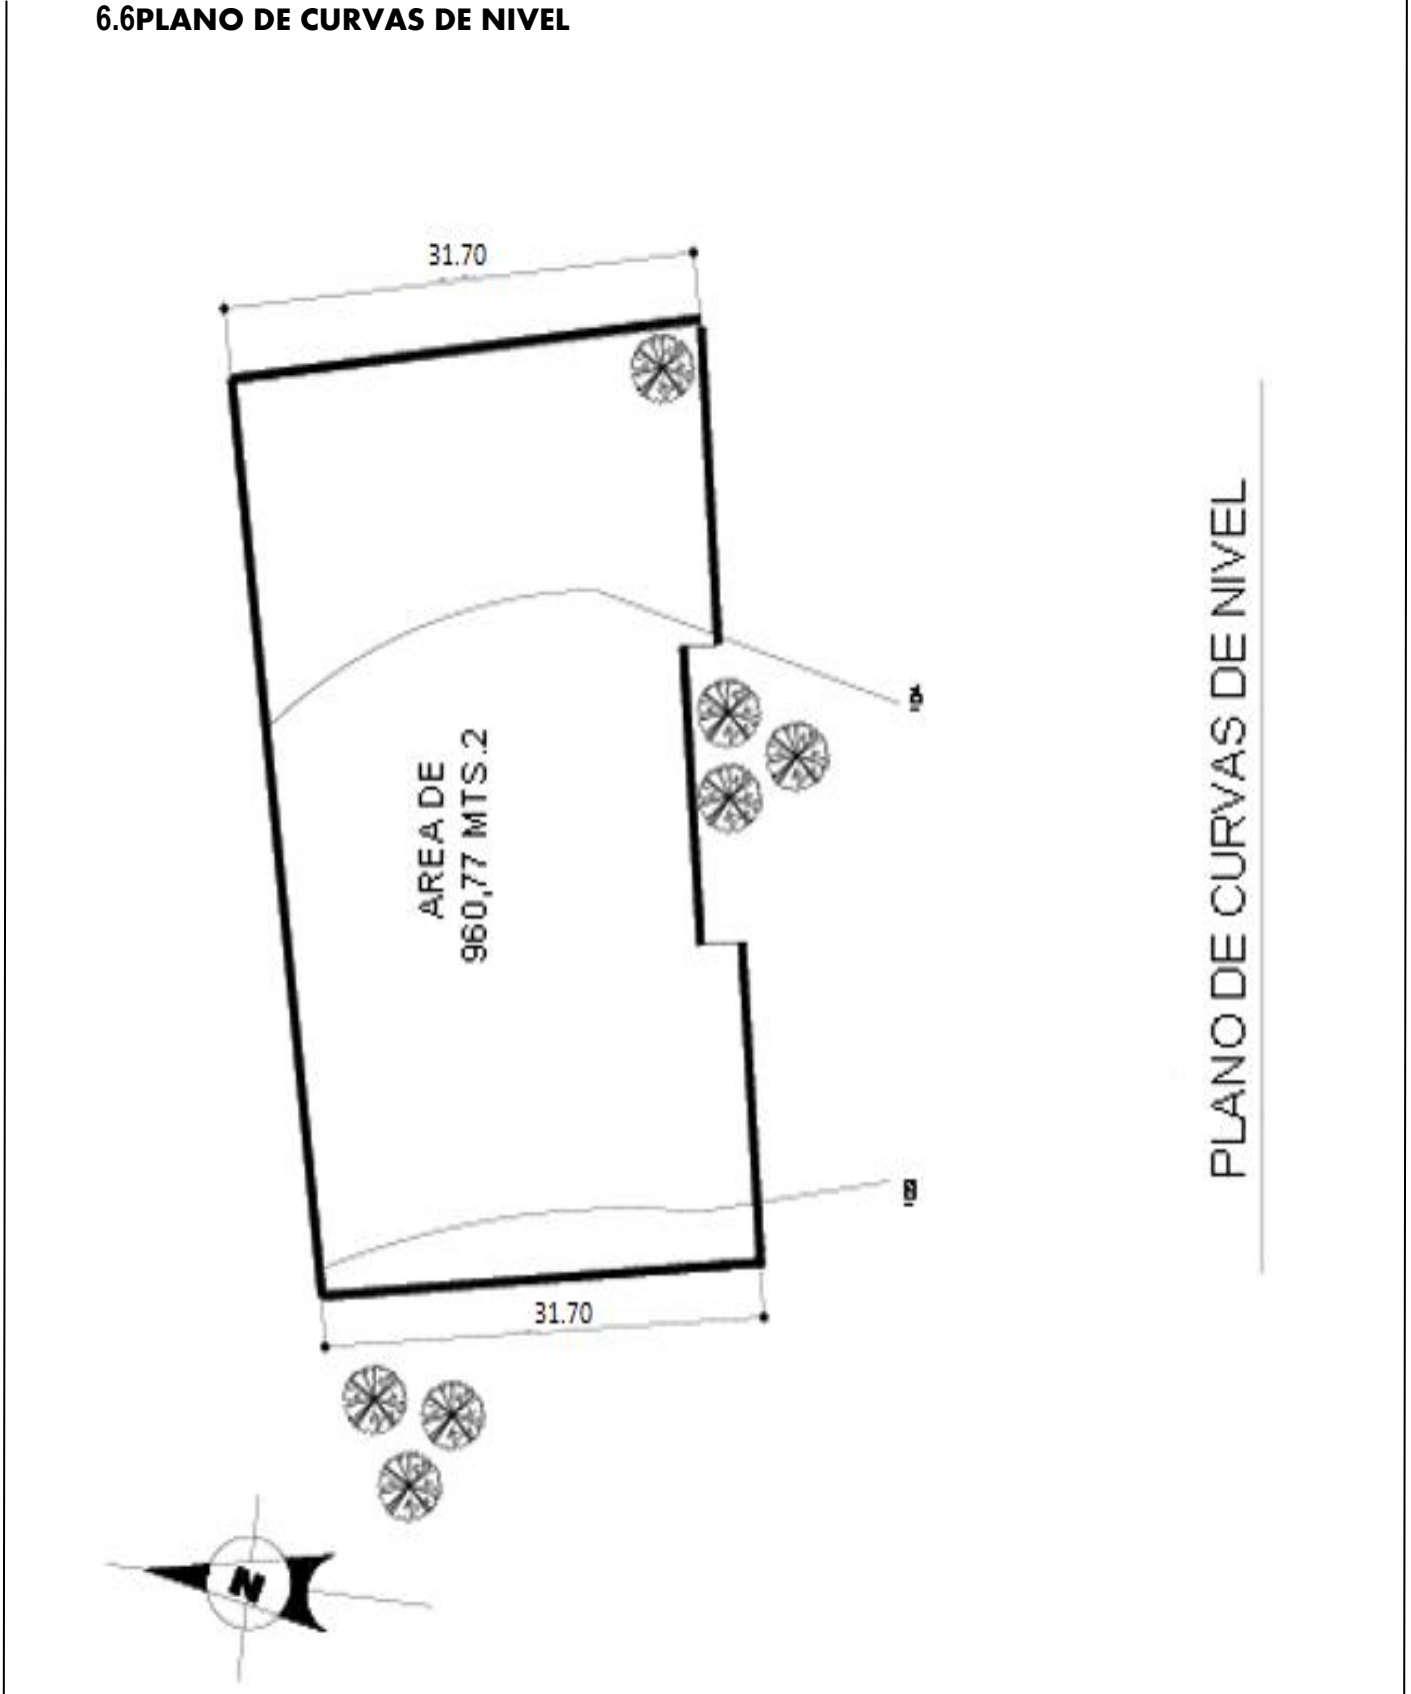 6.6PLANO DE CURVAS DE NIVEL
31.70
AREA DE
960,77 MTS.2
PLANO DE CURVAS DE NIVEL
31.70
N